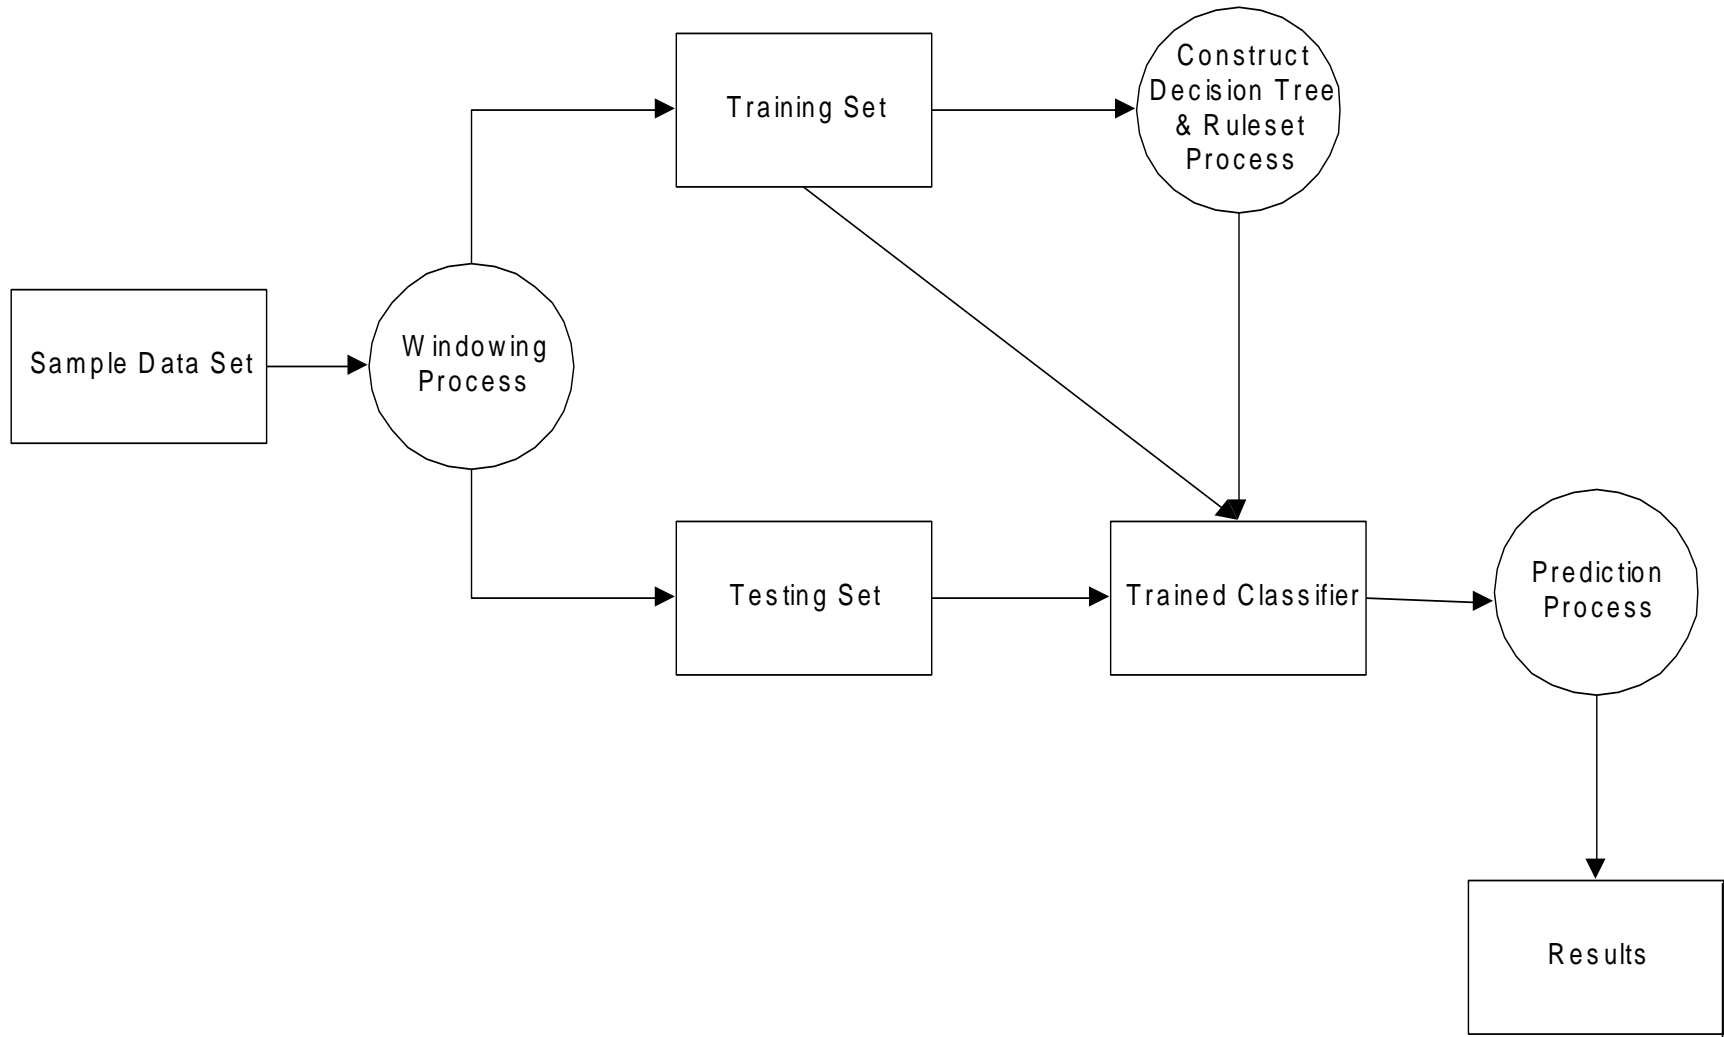 Construct
Decision Tree
& Ruleset
Process
Training Set
Sample Data Set
Windowing
Process
Testing Set
Trained Classifier
Prediction
Process
Results